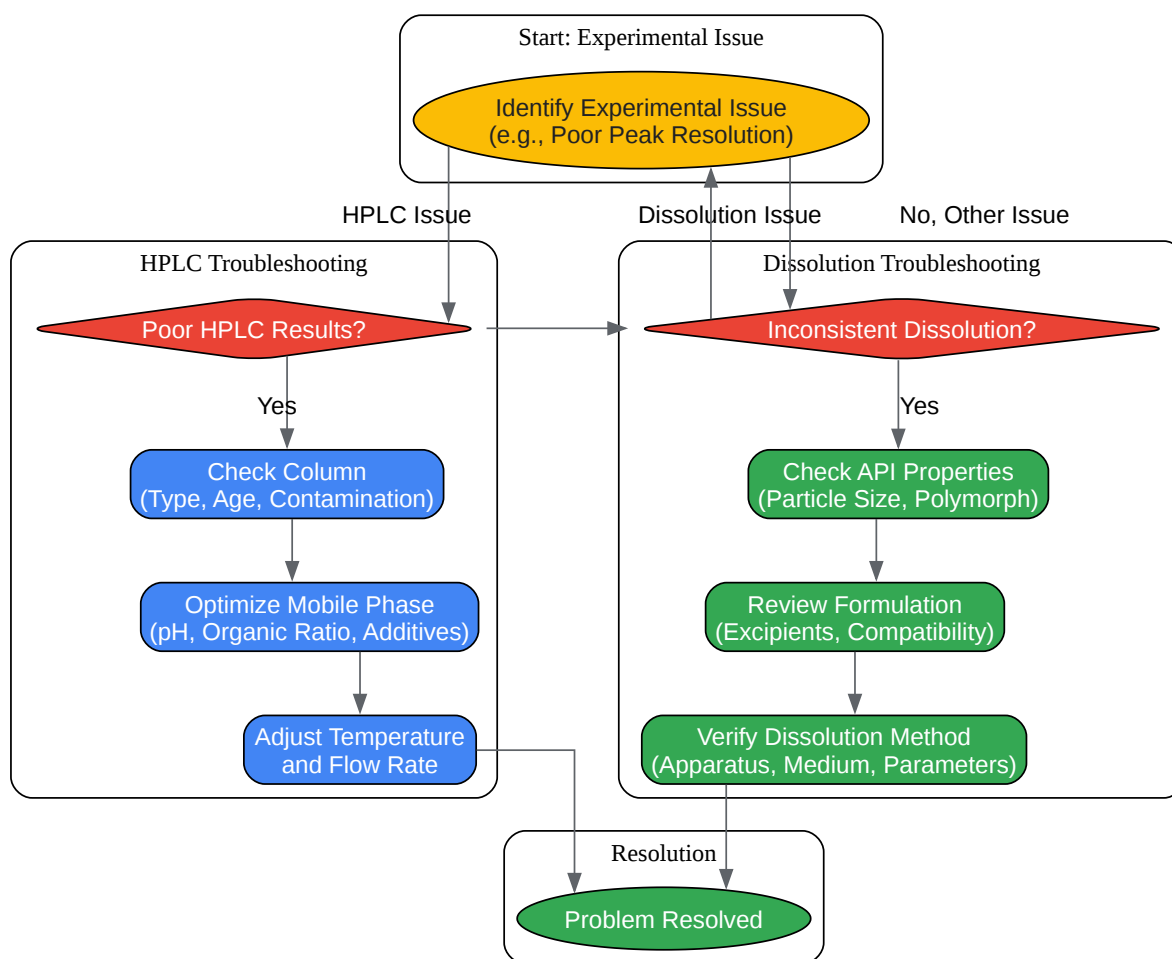 Start: Experimental Issue
Identify Experimental Issue
(e.g., Poor Peak Resolution)
HPLC Issue
Dissolution Issue
No, Other Issue
HPLC Troubleshooting
Poor HPLC Results?
Yes
Check Column
(Type, Age, Contamination)
Optimize Mobile Phase
(pH, Organic Ratio, Additives)
Adjust Temperature
and Flow Rate
Dissolution Troubleshooting
Inconsistent Dissolution?
Yes
Check API Properties
(Particle Size, Polymorph)
Review Formulation
(Excipients, Compatibility)
Verify Dissolution Method
(Apparatus, Medium, Parameters)
Resolution
Problem Resolved